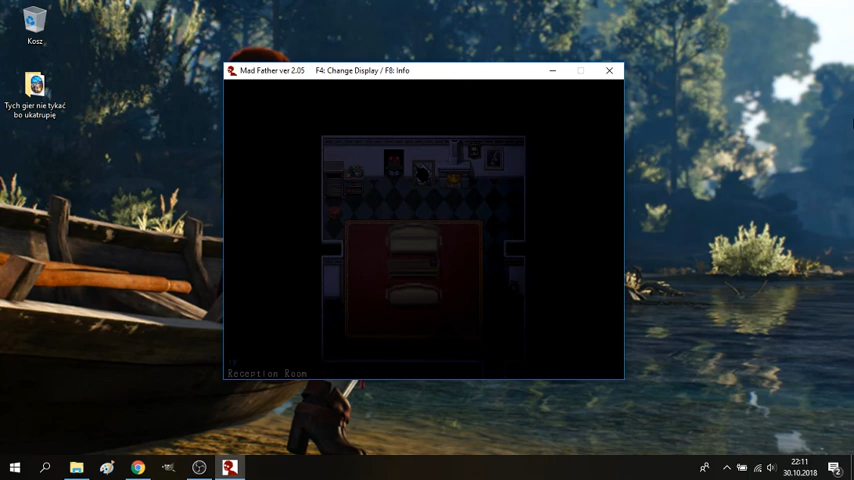 Kosz
Tych gier nie tykać
bo ukatrupię
Mad Father ver 2.05 F4: Change Display / F8: Info
Reception Room
22:11
30.10.2018
2